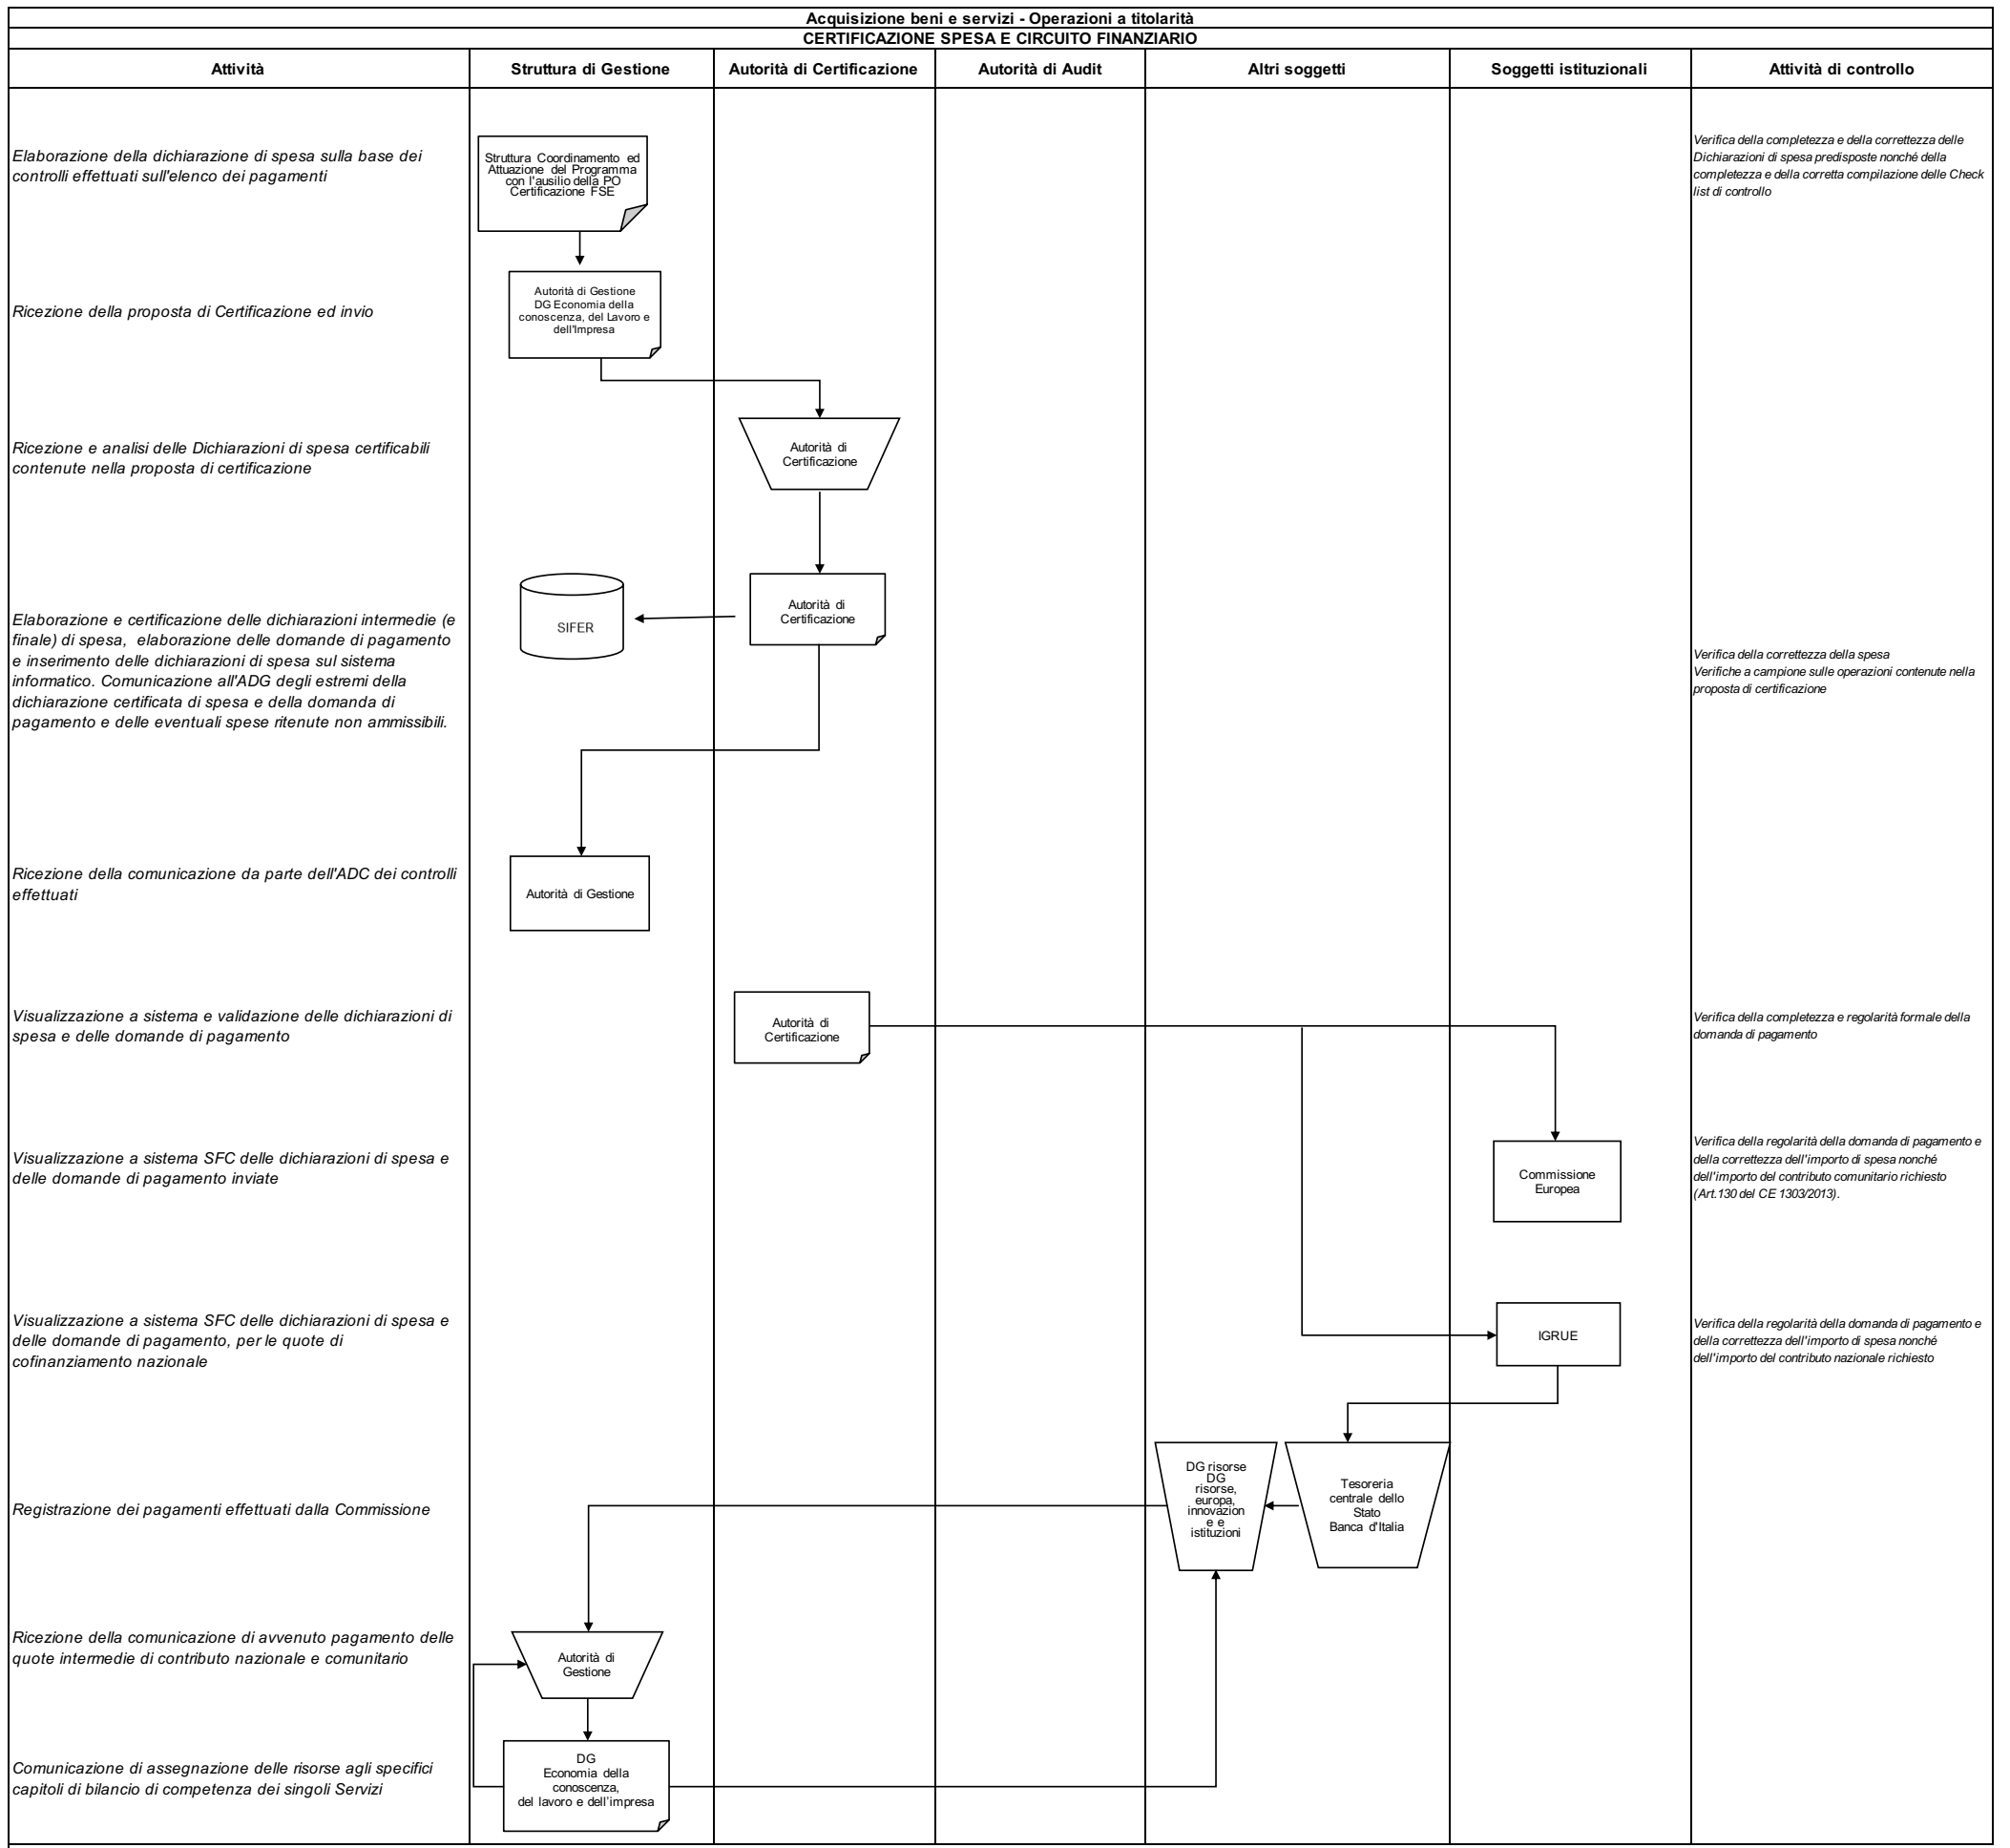 Acquisizione beni e servizi - Operazioni a titolarità
CERTIFICAZIONE SPESA E CIRCUITO FINANZIARIO
Attività
Struttura di Gestione
Autorità di Certificazione
Autorità di Audit
Altri soggetti
Soggetti istituzionali
Attività di controllo
Elaborazione della dichiarazione di spesa sulla base dei
controlli effettuati sull'elenco dei pagamenti
Struttura Coordinamento ed
Attuazione del Programma
con l'ausilio della PO
Certificazione FSE
Verifica della completezza e della correttezza delle
Dichiarazioni di spesa predisposte nonché della
completezza e della corretta compilazione delle Check
list di controllo
Ricezione della proposta di Certificazione ed invio
Autorità di Gestione
DG Economia della
conoscenza, del Lavoro e
dell'Impresa
Ricezione e analisi delle Dichiarazioni di spesa certificabili
contenute nella proposta di certificazione
Autorità di
Certificazione
Elaborazione e certificazione delle dichiarazioni intermedie (e
finale) di spesa,  elaborazione delle domande di pagamento
e inserimento delle dichiarazioni di spesa sul sistema
informatico. Comunicazione all'ADG degli estremi della
dichiarazione certificata di spesa e della domanda di
pagamento e delle eventuali spese ritenute non ammissibili.
SIFER
Autorità di
Certificazione
Verifica della correttezza della spesa
Verifiche a campione sulle operazioni contenute nella
proposta di certificazione
Ricezione della comunicazione da parte dell'ADC dei controlli
effettuati
Autorità di Gestione
Visualizzazione a sistema e validazione delle dichiarazioni di
spesa e delle domande di pagamento
Autorità di
Certificazione
Verifica della completezza e regolarità formale della
domanda di pagamento
Visualizzazione a sistema SFC delle dichiarazioni di spesa e
delle domande di pagamento inviate
Commissione
Europea
Verifica della regolarità della domanda di pagamento e
della correttezza dell'importo di spesa nonché
dell'importo del contributo comunitario richiesto
(Art.130 del CE 1303/2013).
Visualizzazione a sistema SFC delle dichiarazioni di spesa e
delle domande di pagamento, per le quote di
cofinanziamento nazionale
IGRUE
Verifica della regolarità della domanda di pagamento e
della correttezza dell'importo di spesa nonché
dell'importo del contributo nazionale richiesto
Registrazione dei pagamenti effettuati dalla Commissione
DG risorse
DG
risorse,
europa,
innovazion
e e
istituzioni
Tesoreria
centrale dello
Stato
Banca d'Italia
Ricezione della comunicazione di avvenuto pagamento delle
quote intermedie di contributo nazionale e comunitario
Autorità di
Gestione
Comunicazione di assegnazione delle risorse agli specifici
capitoli di bilancio di competenza dei singoli Servizi
DG
Economia della
conoscenza,
del lavoro e dell'impresa